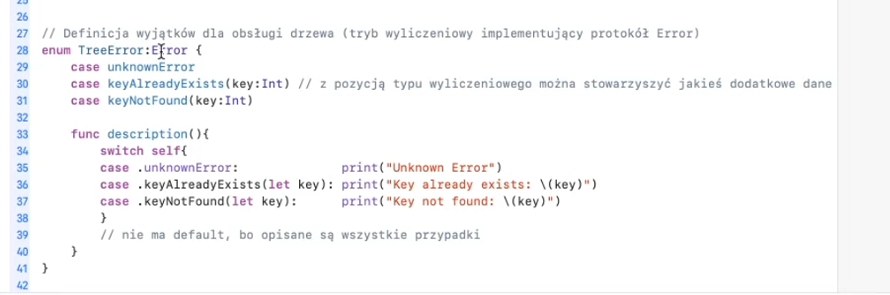 25
26
27 // Definicja wyjątków dla obsługi drzewa (tryb wyliczeniowy implementujący protokół Error)
28 enum TreeError:Error {
29     case unknownError
30     case keyAlreadyExists(key:Int) // z pozycją typu wyliczeniowego można stowarzyszyć jakieś dodatkowe dane
31     case keyNotFound(key:Int)
32
33     func description(){
34         switch self{
35         case .unknownError:               print("Unknown Error")
36         case .keyAlreadyExists(let key): print("Key already exists: \(key)")
37         case .keyNotFound(let key):      print("Key not found: \(key)")
38         }
39         // nie ma default, bo opisane są wszystkie przypadki
40     }
41 }
42